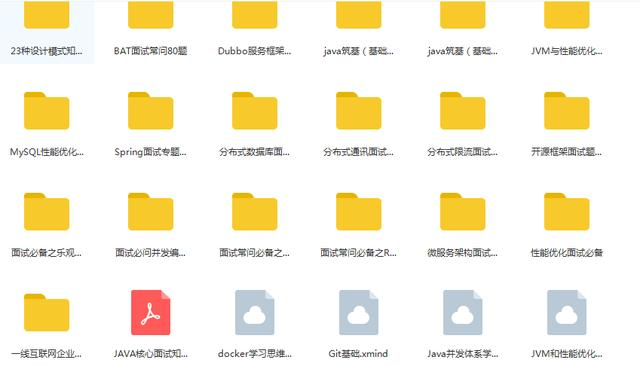 23种设计模式知...
BAT面试常问80题
Dubbo服务框架...
java筑基（基础...
java筑基（基础...
JVM与性能优化...
MySQL性能优化...
Spring面试专题...
分布式数据库面...
分布式通讯面试...
分布式限流面试...
开源框架面试题...
面试必备之乐观...
面试必问并发编...
面试常问必备之...
面试常问必备之R...
微服务架构面试...
性能优化面试必备
一线互联网企业...
JAVA核心面试知...
docker学习思维...
Git基础.xmind
Java并发体系学...
JVM和性能优化...